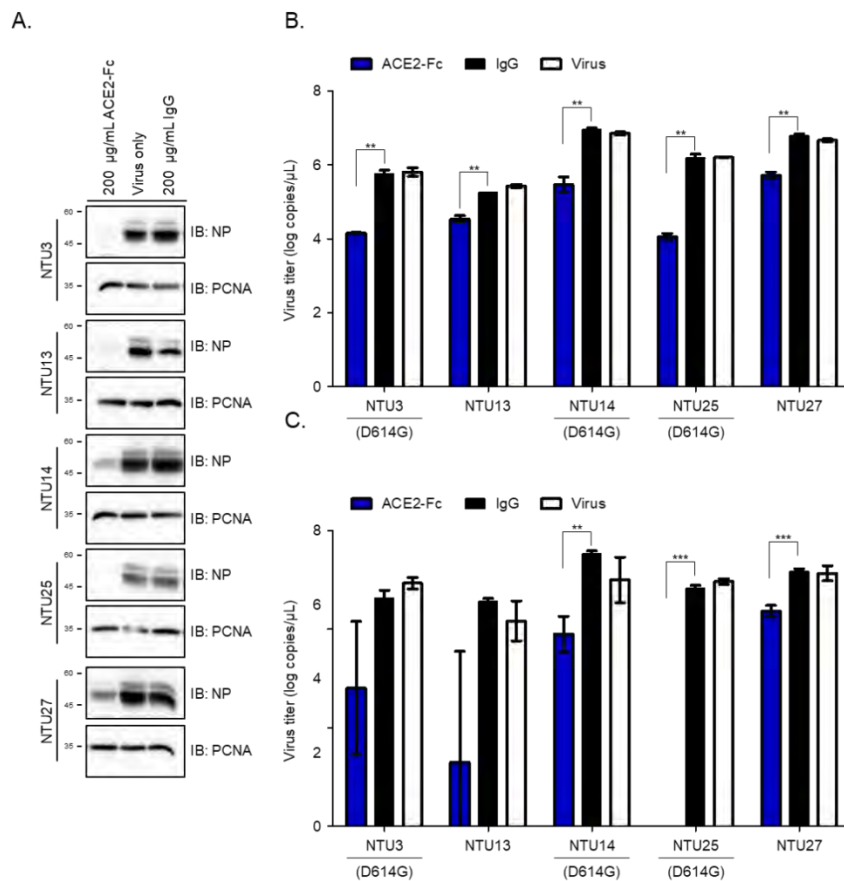 A.
200 µg/mL ACE2-Fc
Virus only
200 µg/mL IgG
NTU3
60
45
IB: NP
35
IB: PCNA
NTU13
60
45
IB: NP
35
IB: PCNA
NTU14
60
45
IB: NP
35
IB: PCNA
NTU25
60
45
IB: NP
35
IB: PCNA
NTU27
60
45
IB: NP
35
IB: PCNA
B.
ACE2-Fc IgG Virus
Virus titer (log copies/µL)
8
6
4
2
0
** ** ** ** **
NTU3 NTU13 NTU14 NTU25 NTU27
(D614G) (D614G) (D614G)
C.
ACE2-Fc IgG Virus
Virus titer (log copies/µL)
8
6
4
2
0
** *** ***
NTU3 NTU13 NTU14 NTU25 NTU27
(D614G) (D614G) (D614G)